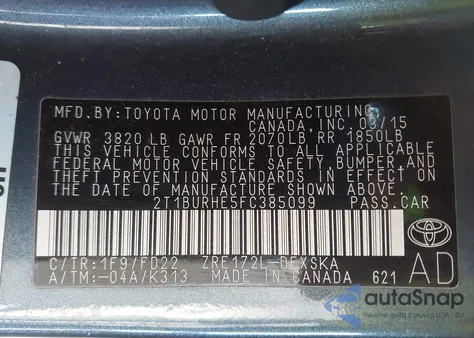 MFD.BY:TOYOTA MOTOR MANUFACTURING
CANADA, INC. 03/15
GVWR 3820 LB GAWR FR 2070LB RR 1850LB
THIS VEHICLE CONFORMS TO ALL APPLICABLE
FEDERAL MOTOR VEHICLE SAFETY, BUMPER, AND
THEFT PREVENTION STANDARDS IN EFFECT ON
THE DATE OF MANUFACTURE SHOWN ABOVE.
2T1BURHE5FC385099 PASS.CAR
C/TR:1F9/FD22 ZRE172L-DEXSKA
A/TM:-04A/K313 MADE IN CANADA 621
AD
TOYOTA
autoSnap